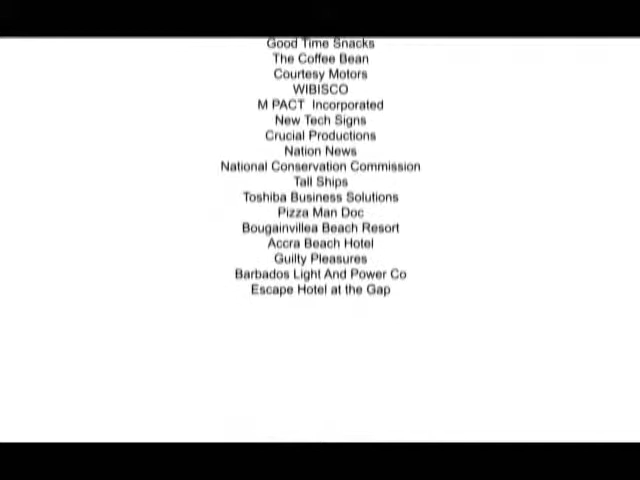 Good Time Snacks
The Coffee Bean
Courtesy Motors
WIBISCO
M PACT Incorporated
New Tech Signs
Crucial Productions
Nation News
National Conservation Commission
Tall Ships
Toshiba Business Solutions
Pizza Man Doc
Bougainvillea Beach Resort
Accra Beach Hotel
Guilty Pleasures
Barbados Light And Power Co
Escape Hotel at the Gap